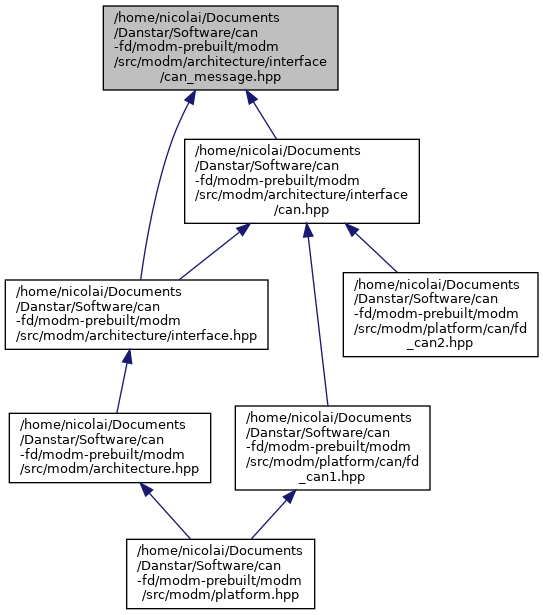 /home/nicolai/Documents
/Danstar/Software/can
-fd/modm-prebuilt/modm
/src/modm/architecture/interface
/can_message.hpp
/home/nicolai/Documents
/Danstar/Software/can
-fd/modm-prebuilt/modm
/src/modm/architecture/interface
/can.hpp
/home/nicolai/Documents
/Danstar/Software/can
-fd/modm-prebuilt/modm
/src/modm/architecture/interface.hpp
/home/nicolai/Documents
/Danstar/Software/can
-fd/modm-prebuilt/modm
/src/modm/platform/can/fd
_can2.hpp
/home/nicolai/Documents
/Danstar/Software/can
-fd/modm-prebuilt/modm
/src/modm/architecture.hpp
/home/nicolai/Documents
/Danstar/Software/can
-fd/modm-prebuilt/modm
/src/modm/platform/can/fd
_can1.hpp
/home/nicolai/Documents
/Danstar/Software/can
-fd/modm-prebuilt/modm
/src/modm/platform.hpp